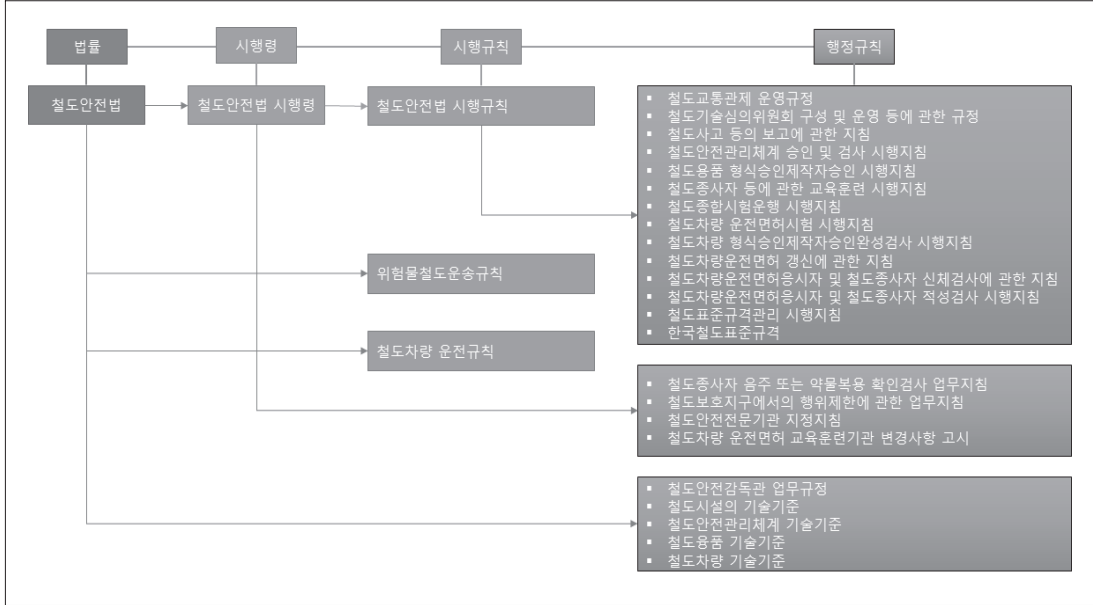 법률
시행령
시행규칙
행정규칙
철도안전법
철도안전법 시행령
철도안전법 시행규칙
▪ 철도교통관제 운영규정
▪ 철도기술심의위원회 구성 및 운영 등에 관한 규정
▪ 철도사고 등의 보고에 관한 지침
▪ 철도안전관리체계 승인 및 검사 시행지침
▪ 철도용품 형식승인제작자승인 시행지침
▪ 철도종사자 등에 관한 교육훈련 시행지침
▪ 철도종합시험운행 시행지침
▪ 철도차량 운전면허시험 시행지침
▪ 철도차량 형식승인제작자승인완성검사 시행지침
▪ 철도차량운전면허 갱신에 관한 지침
▪ 철도차량운전면허응시자 및 철도종사자 신체검사에 관한 지침
▪ 철도차량운전면허응시자 및 철도종사자 적성검사 시행지침
▪ 철도표준규격관리 시행지침
▪ 한국철도표준규격
위험물철도운송규칙
철도차량 운전규칙
▪ 철도종사자 음주 또는 약물복용 확인검사 업무지침
▪ 철도보호지구에서의 행위제한에 관한 업무지침
▪ 철도안전전문기관 지정지침
▪ 철도차량 운전면허 교육훈련기관 변경사항 고시
▪ 철도안전감독관 업무규정
▪ 철도시설의 기술기준
▪ 철도안전관리체계 기술기준
▪ 철도용품 기술기준
▪ 철도차량 기술기준